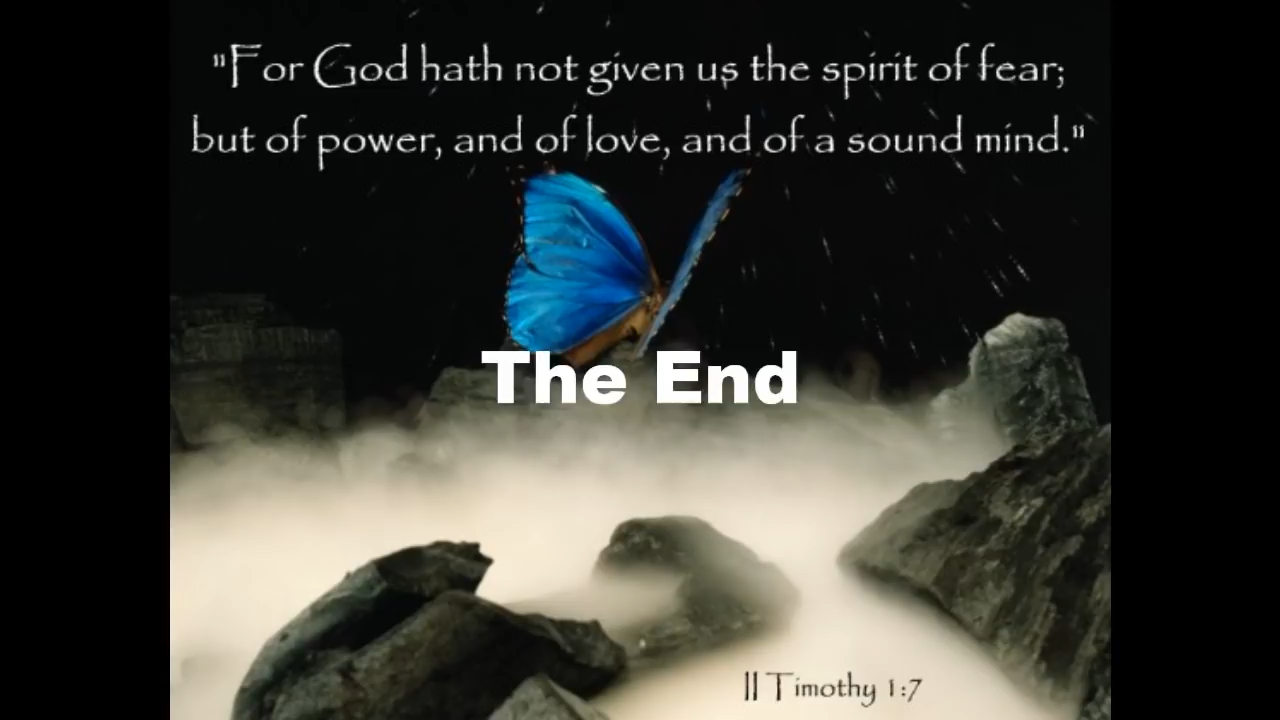 "For God hath not given us the spirit of fear;
but of power, and of love, and of a sound mind."
The End
II Timothy 1:7